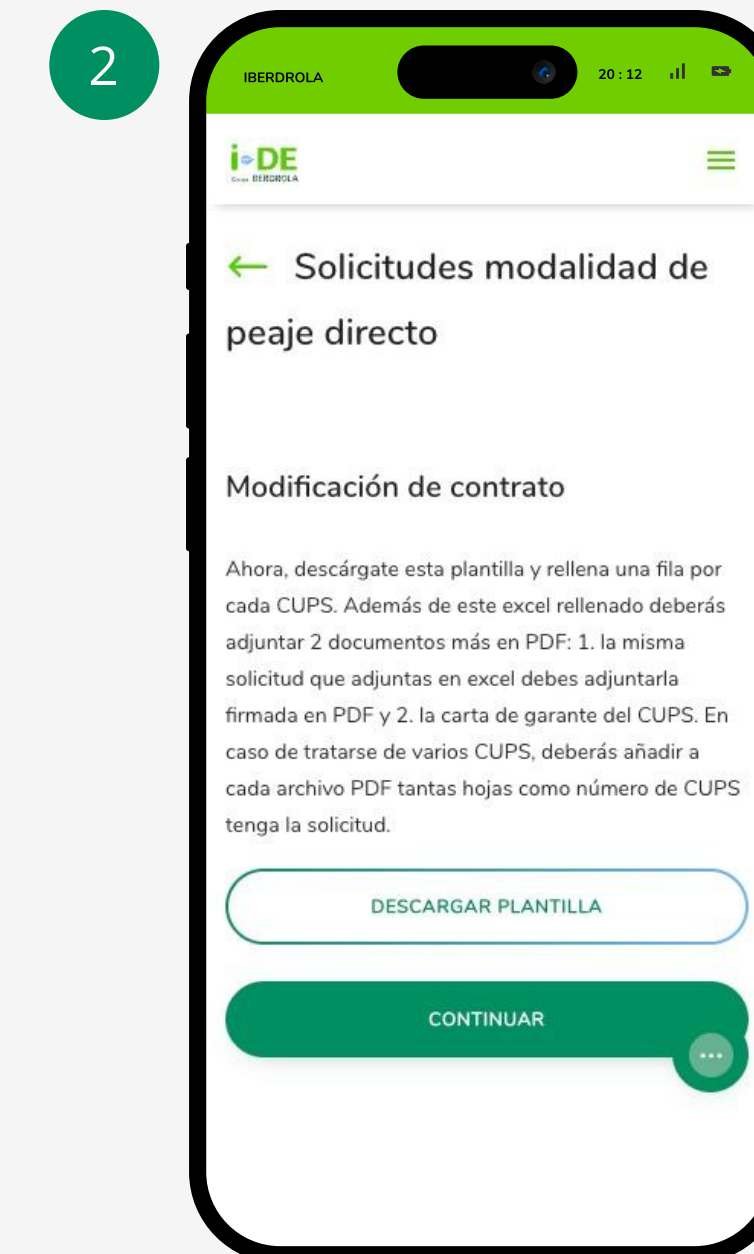 2
IBERDROLA
20 : 12
i-DE
Grupo IBERDROLA
← Solicitudes modalidad de
peaje directo
Modificación de contrato
Ahora, descárgate esta plantilla y rellena una fila por
cada CUPS. Además de este excel rellenado deberás
adjuntar 2 documentos más en PDF: 1. la misma
solicitud que adjuntas en excel debes adjuntarla
firmada en PDF y 2. la carta de garante del CUPS. En
caso de tratarse de varios CUPS, deberás añadir a
cada archivo PDF tantas hojas como número de CUPS
tenga la solicitud.
DESCARGAR PLANTILLA
CONTINUAR